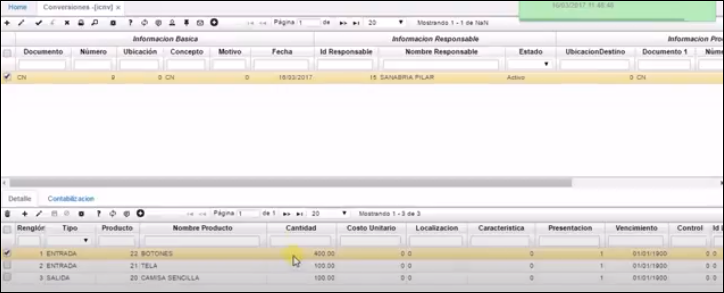 Home Conversiones -[icnv] x
16/03/2017 11:46:48
Página 1 de 20 Mostrando 1 - 1 de NaN
Informacion Basica Informacion Responsable Informacion Pro
Documento Número Ubicación Concepto Motivo Fecha Id Responsable Nombre Responsable Estado UbicacionDestino Documento 1 Núme
CN 9 0 CN 0 16/03/2017 15 SANABRIA PILAR Activo 0 CN
Detalle Contabilizacion
Página 1 de 1 20 Mostrando 1 - 3 de 3
Renglón Tipo Producto Nombre Producto Cantidad Costo Unitario Localizacion Caracteristica Presentacion Vencimiento Control Id L
1 ENTRADA 22 BOTONES 400.00 0 0 0 1 01/01/1900 0 0
2 ENTRADA 21 TELA 100.00 0 0 0 1 01/01/1900 0 0
3 SALIDA 20 CAMISA SENCILLA 100.00 0 0 0 1 01/01/1900 0 0